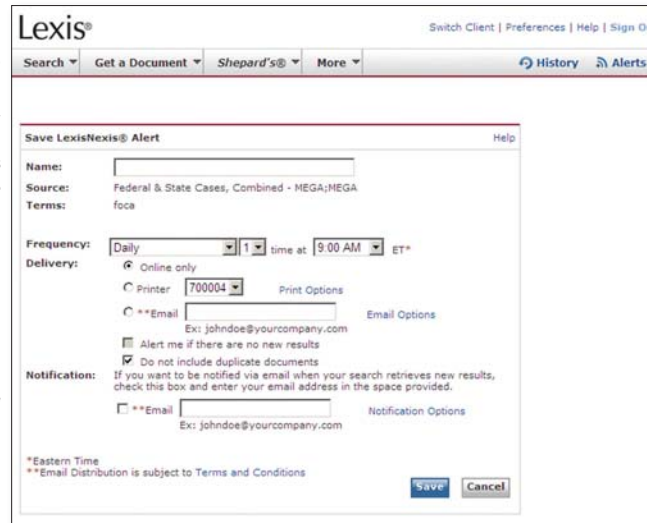 Lexis®
Switch Client | Preferences | Help | Sign O
Search Get a Document Shepard's® More History Alerts
Save LexisNexis® Alert Help
Name:
Source: Federal & State Cases, Combined - MEGA;MEGA
Terms: foca
Frequency: Daily 1 time at 9:00 AM ET*
Delivery: Online only
Printer 700004 Print Options
**Email Email Options
Ex: johndoe@yourcompany.com
Alert me if there are no new results
Do not include duplicate documents
Notification: If you want to be notified via email when your search retrieves new results,
check this box and enter your email address in the space provided.
**Email Notification Options
Ex: johndoe@yourcompany.com
*Eastern Time
**Email Distribution is subject to Terms and Conditions
Save Cancel